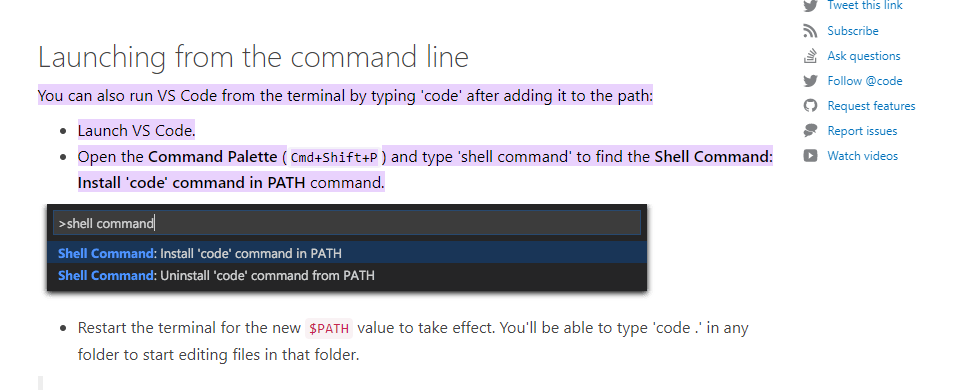 Tweet this link
Subscribe
Ask questions
Follow @code
Request features
Report issues
Watch videos
Launching from the command line
You can also run VS Code from the terminal by typing 'code' after adding it to the path:
• Launch VS Code.
• Open the Command Palette (Cmd+Shift+P) and type 'shell command' to find the Shell Command:
Install 'code' command in PATH command.
>shell command
Shell Command: Install 'code' command in PATH
Shell Command: Uninstall 'code' command from PATH
• Restart the terminal for the new $PATH value to take effect. You'll be able to type 'code .' in any
folder to start editing files in that folder.